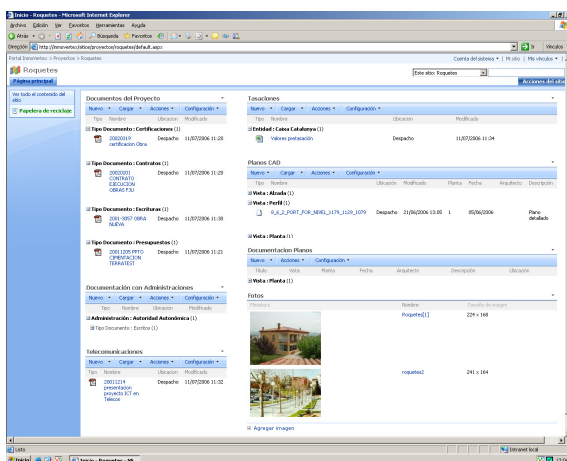 Inicio - Roquetes - Microsoft Internet Explorer
Archivo Edición Ver Favoritos Herramientas Ayuda
Atrás Búsqueda Favoritos
Dirección http://innovertex/sitios/proyectos/roquetes/default.aspx Ir Vínculos
Portal InnoVertex > Proyectos > Roquetes Cuenta del sistema Mi sitio Mis vínculos
Roquetes Este sitio: Roquetes
Página principal Acciones del sitio
Ver todo el contenido del sitio
Papelera de reciclaje
Documentos del Proyecto
Nuevo Cargar Acciones Configuración
Tipo Nombre Ubicacion Modificado
Tipo Documento : Certificaciones (1)
20020319 certificacion Obra Despacho 11/07/2006 11:20
Tipo Documento : Contratos (1)
20020201 CONTRATO EJECUCION OBRAS FJU Despacho 11/07/2006 11:20
Tipo Documento : Escrituras (1)
2001-3857 OBRA NUEVA Despacho 11/07/2006 11:30
Tipo Documento : Presupuestos (1)
20011205 PPTO CIMENTACION TERRATEST Despacho 11/07/2006 11:21
Documentación con Administraciones
Nuevo Cargar Acciones Configuración
Tipo Nombre Ubicacion Modificado
Administración : Autoridad Autonómica (1)
Tipo Documento : Escritos (1)
Telecomunicaciones
Nuevo Cargar Acciones Configuración
Tipo Nombre Ubicacion Modificado
20011214 presentacion proyecto ICT en Telecos Despacho 11/07/2006 11:32
Tasaciones
Nuevo Cargar Acciones Configuración
Tipo Nombre Ubicacion Modificado
Entidad : Caixa Catalunya (1)
Valores pretasación Despacho 11/07/2006 11:34
Planos CAD
Nuevo Cargar Acciones Configuración
Tipo Nombre Ubicación Modificado Planta Fecha Arquitecto Descripción
Vista : Alzada (1)
Vista : Perfil (1)
8_6_2_PORT_FOR_NIVEL_1179_1129_1079 Despacho 21/06/2006 13:05 1 05/06/2006 Plano detallado
Vista : Planta (1)
Documentacion Planos
Nuevo Acciones Configuración
Título Vista Planta Fecha Arquitecto Descripción Ubicación
Vista : Planta (1)
Fotos
Miniatura Nombre Tamaño de imagen
Roquetes[1] 224 x 168
roquetes2 241 x 164
Agregar imagen
Listo Intranet local
Inicio Inicio - Roquetes - Mi...